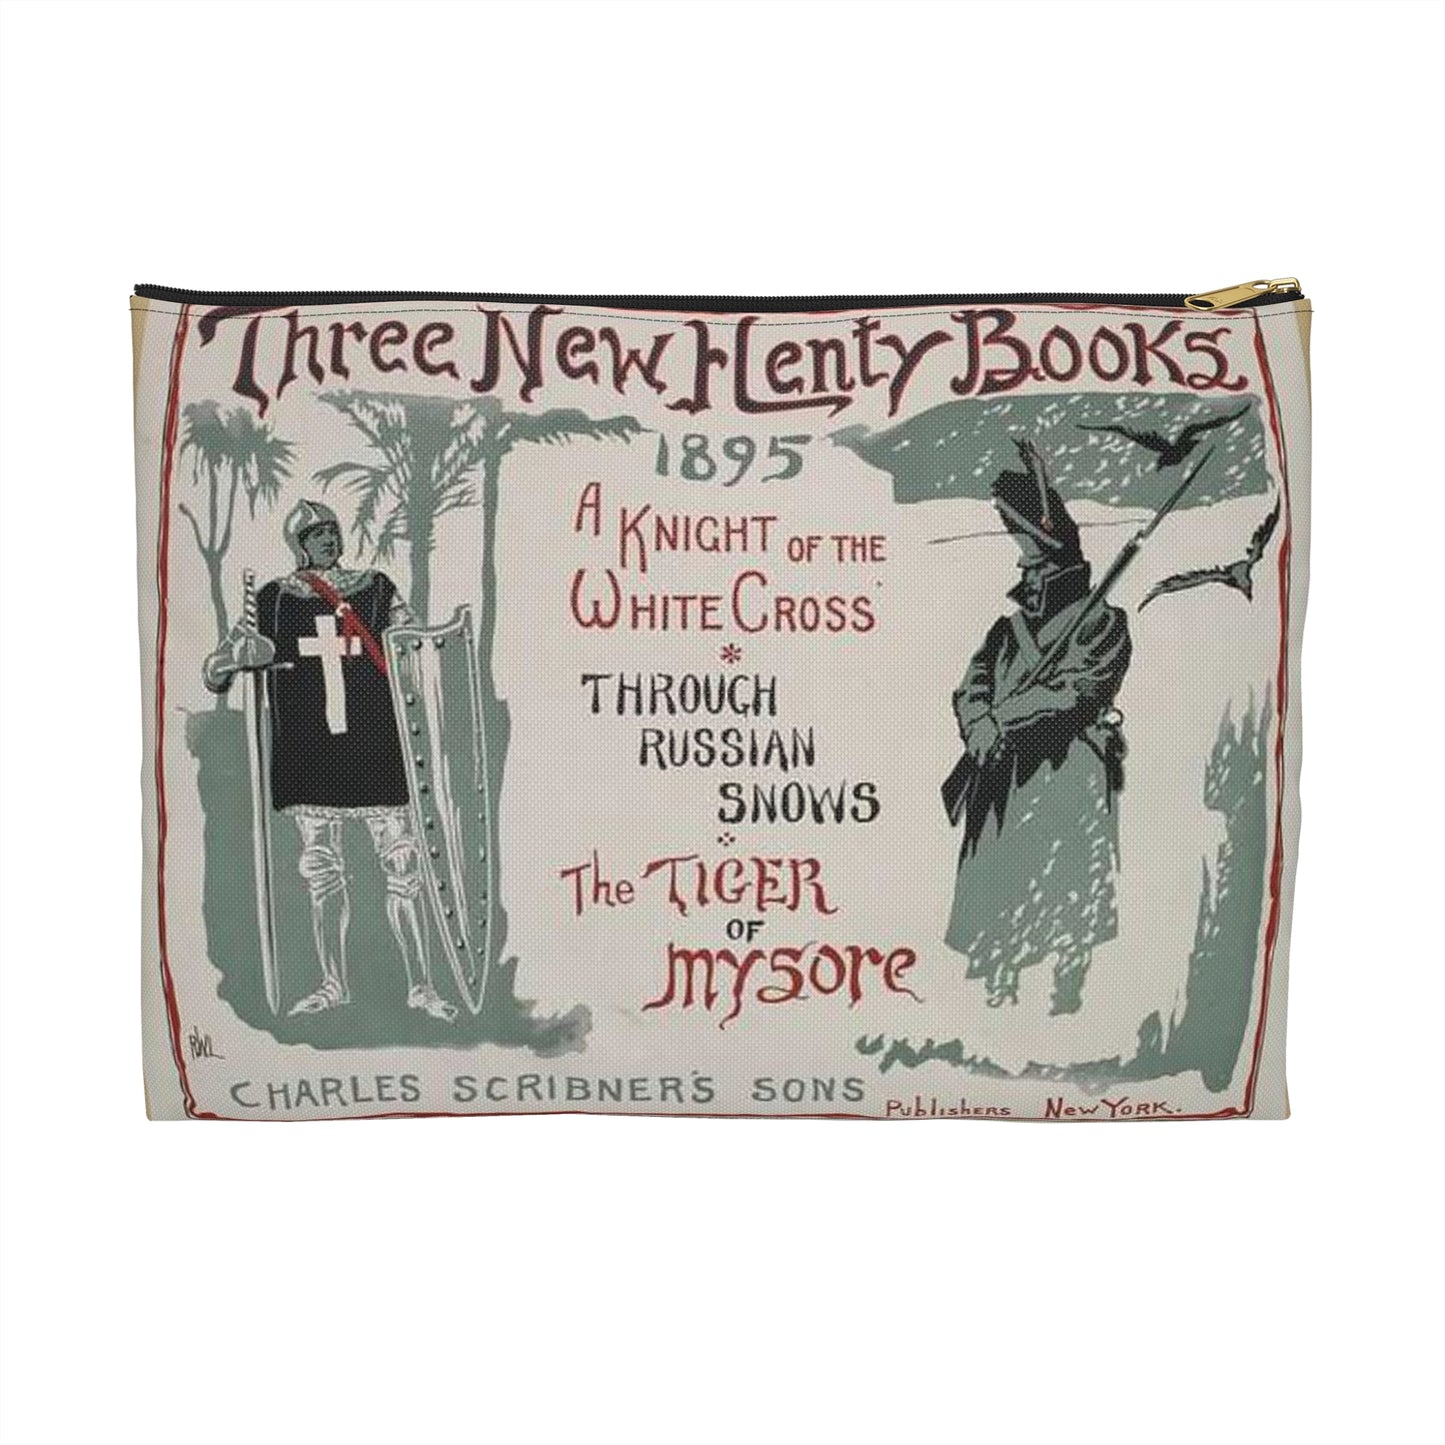 Three New Henty Books.
1895
A KNIGHT OF THE
WHITE CROSS
*
THROUGH
RUSSIAN
SNOWS
The TIGER
OF
MYSORE
RWL
CHARLES SCRIBNER'S SONS Publishers New York.